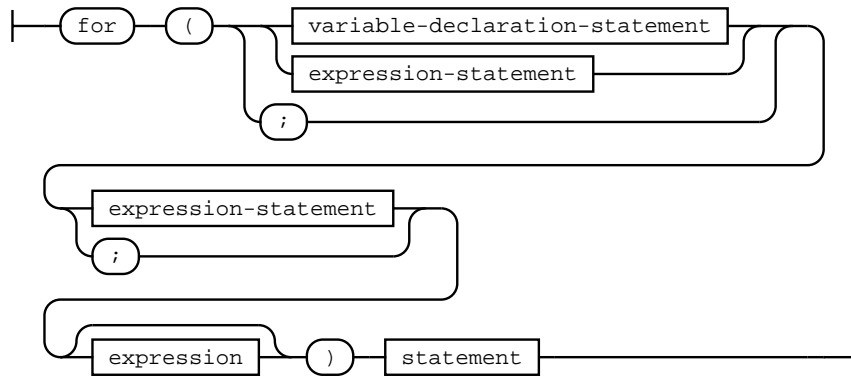 for ( variable-declaration-statement
expression-statement
;
expression-statement
;
expression ) statement